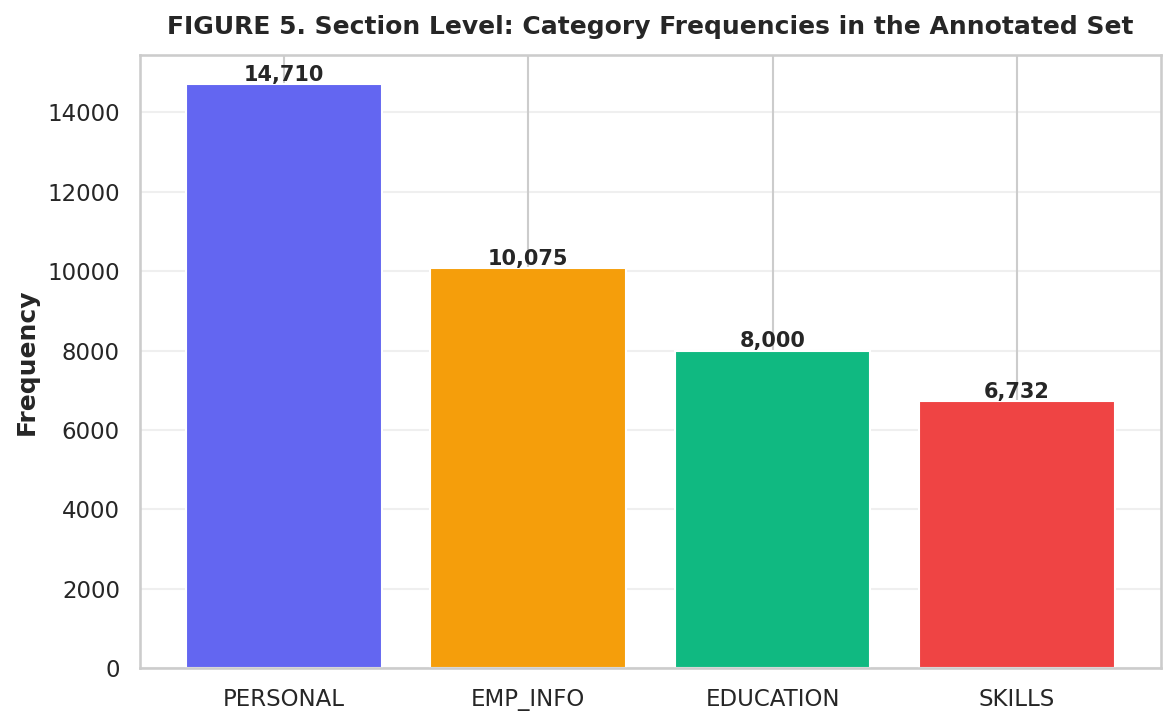 FIGURE 5. Section Level: Category Frequencies in the Annotated Set
14,710
10,075
8,000
6,732
14000
12000
10000
8000
6000
4000
2000
0
Frequency
PERSONAL
EMP_INFO
EDUCATION
SKILLS